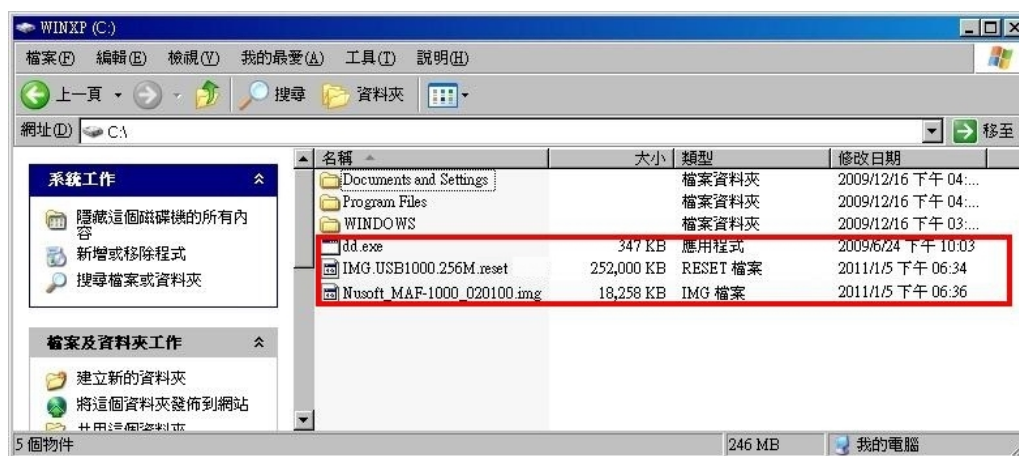 WINXP (C:)
檔案(F) 編輯(E) 檢視(V) 我的最愛(A) 工具(T) 說明(H)
上一頁 搜尋 資料夾
網址(D) C:\ 移至
系統工作
隱藏這個磁碟機的所有內
容
新增或移除程式
搜尋檔案或資料夾
檔案及資料夾工作
建立新的資料夾
將這個資料夾發佈到網站
共用這個資料夾
名稱 大小 類型 修改日期
Documents and Settings 檔案資料夾 2009/12/16 下午 04:...
Program Files 檔案資料夾 2009/12/16 下午 04:...
WINDOWS 檔案資料夾 2009/12/16 下午 03:...
dd.exe 347 KB 應用程式 2009/6/24 下午 10:03
IMG.USB1000.256M.reset 252,000 KB RESET 檔案 2011/1/5 下午 06:34
Nusoft_MAF-1000_020100.img 18,258 KB IMG 檔案 2011/1/5 下午 06:36
5 個物件 246 MB 我的電腦